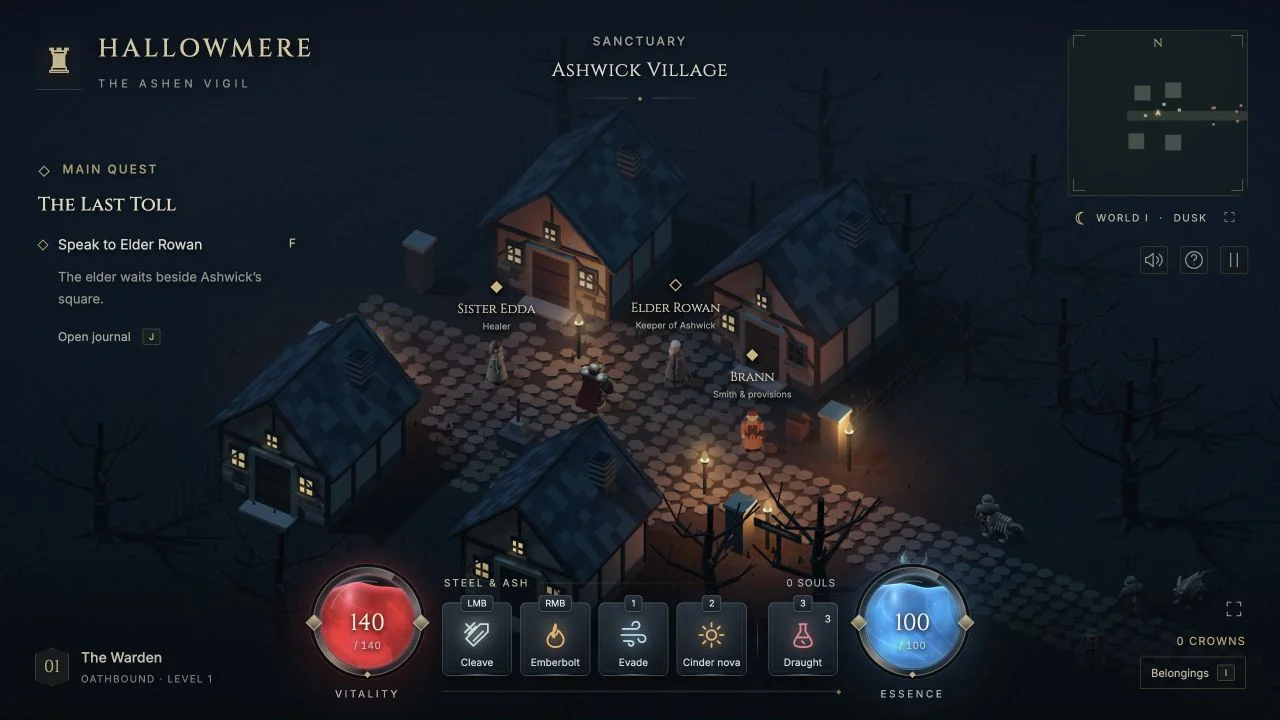 HALLOWMERE
THE ASHEN VIGIL
SANCTUARY
ASHWICK VILLAGE
N
WORLD I · DUSK
MAIN QUEST
THE LAST TOLL
Speak to Elder Rowan F
The elder waits beside Ashwick's
square.
Open journal J
SISTER EDDA
Healer
ELDER ROWAN
Keeper of Ashwick
BRANN
Smith & provisions
STEEL & ASH
0 SOULS
LMB
Cleave
RMB
Emberbolt
1
Evade
2
Cinder nova
3
3
Draught
140
/ 140
VITALITY
100
/ 100
ESSENCE
01
The Warden
OATHBOUND · LEVEL 1
0 CROWNS
Belongings I